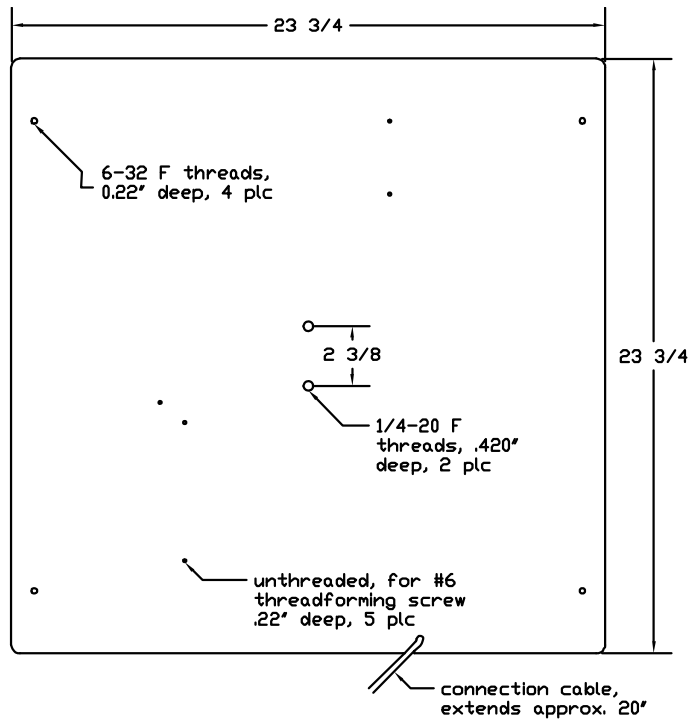 23 3/4
6-32 F threads,
0.22" deep, 4 plc
2 3/8
23 3/4
1/4-20 F
threads, .420"
deep, 2 plc
unthreaded, for #6
threadforming screw
.22" deep, 5 plc
connection cable,
extends approx. 20"